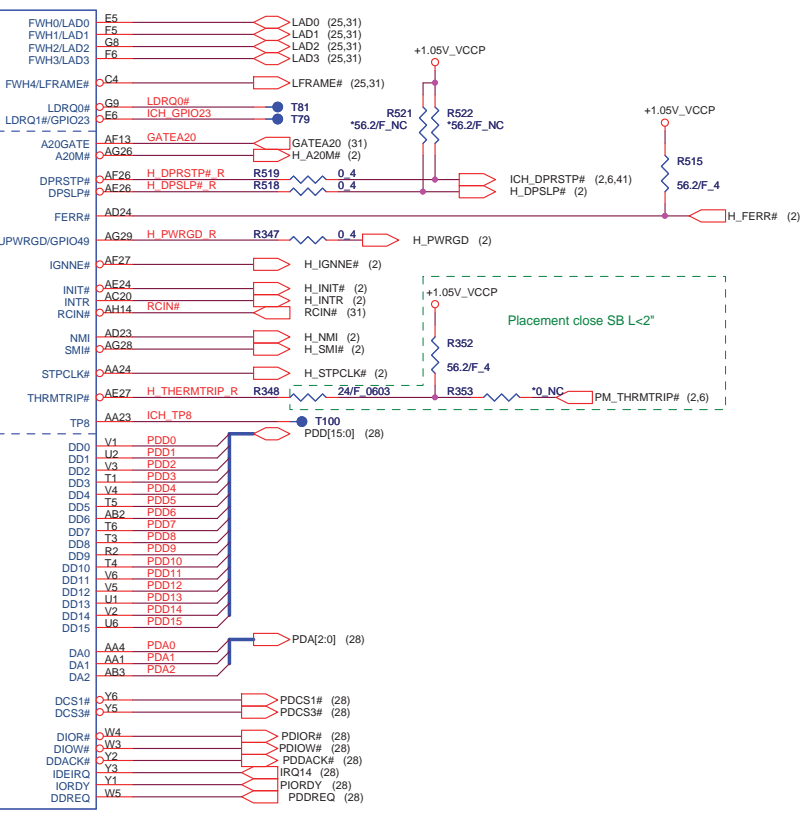 FWH0/LAD0 E5 LAD0 (25,31)
FWH1/LAD1 F5 LAD1 (25,31)
FWH2/LAD2 G8 LAD2 (25,31)
FWH3/LAD3 F6 LAD3 (25,31)
+1.05V_VCCP
FWH4/LFRAME# C4 LFRAME# (25,31)
LDRQ0# G9 LDRQ0# T81
LDRQ1#/GPIO23 E6 ICH_GPIO23 T79
R521 R522
*56.2/F_NC *56.2/F_NC
+1.05V_VCCP
A20GATE AF13 GATEA20 GATEA20 (31)
A20M# AG26 H_A20M# (2)
R515
56.2/F_4
DPRSTP# AF26 H_DPRSTP#_R R519 0_4 ICH_DPRSTP# (2,6,41)
DPSLP# AE26 H_DPSLP#_R R518 0_4 H_DPSLP# (2)
FERR# AD24 H_FERR# (2)
UPWRGD/GPIO49 AG29 H_PWRGD_R R347 0_4 H_PWRGD (2)
IGNNE# AF27 H_IGNNE# (2)
INIT# AE24 H_INIT# (2)
INTR AC20 H_INTR (2)
RCIN# AH14 RCIN# RCIN# (31)
+1.05V_VCCP
Placement close SB L<2"
NMI AD23 H_NMI (2)
SMI# AG28 H_SMI# (2)
R352
56.2/F_4
STPCLK# AA24 H_STPCLK# (2)
THRMTRIP# AE27 H_THERMTRIP_R R348 24/F_0603 R353 *0_NC PM_THRMTRIP# (2,6)
TP8 AA23 ICH_TP8 T100
PDD[15:0] (28)
DD0 V1 PDD0
DD1 U2 PDD1
DD2 V3 PDD2
DD3 T1 PDD3
DD4 V4 PDD4
DD5 T5 PDD5
DD6 AB2 PDD6
DD7 T6 PDD7
DD8 T3 PDD8
DD9 R2 PDD9
DD10 T4 PDD10
DD11 V6 PDD11
DD12 V5 PDD12
DD13 U1 PDD13
DD14 V2 PDD14
DD15 U6 PDD15
PDA[2:0] (28)
DA0 AA4 PDA0
DA1 AA1 PDA1
DA2 AB3 PDA2
DCS1# Y6 PDCS1# (28)
DCS3# Y5 PDCS3# (28)
DIOR# W4 PDIOR# (28)
DIOW# W3 PDIOW# (28)
DDACK# Y2 PDDACK# (28)
IDEIRQ Y3 IRQ14 (28)
IORDY Y1 PIORDY (28)
DDREQ W5 PDDREQ (28)